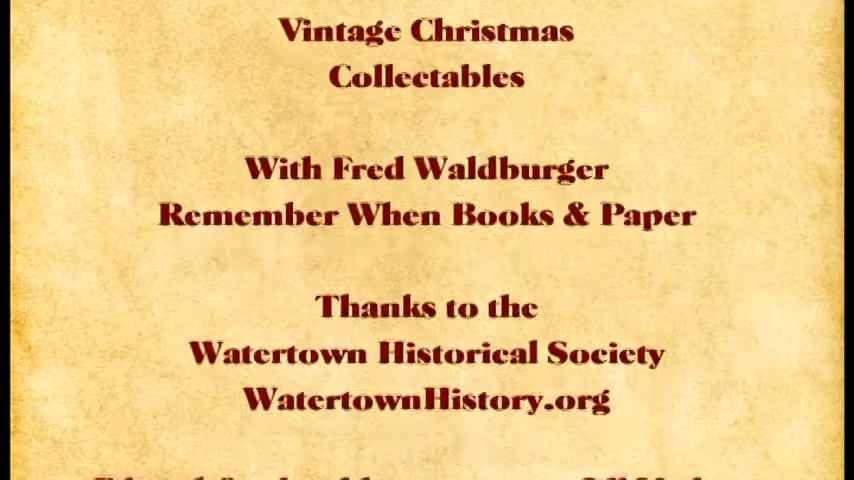 Vintage Christmas
Collectables
With Fred Waldburger
Remember When Books & Paper
Thanks to the
Watertown Historical Society
WatertownHistory.org